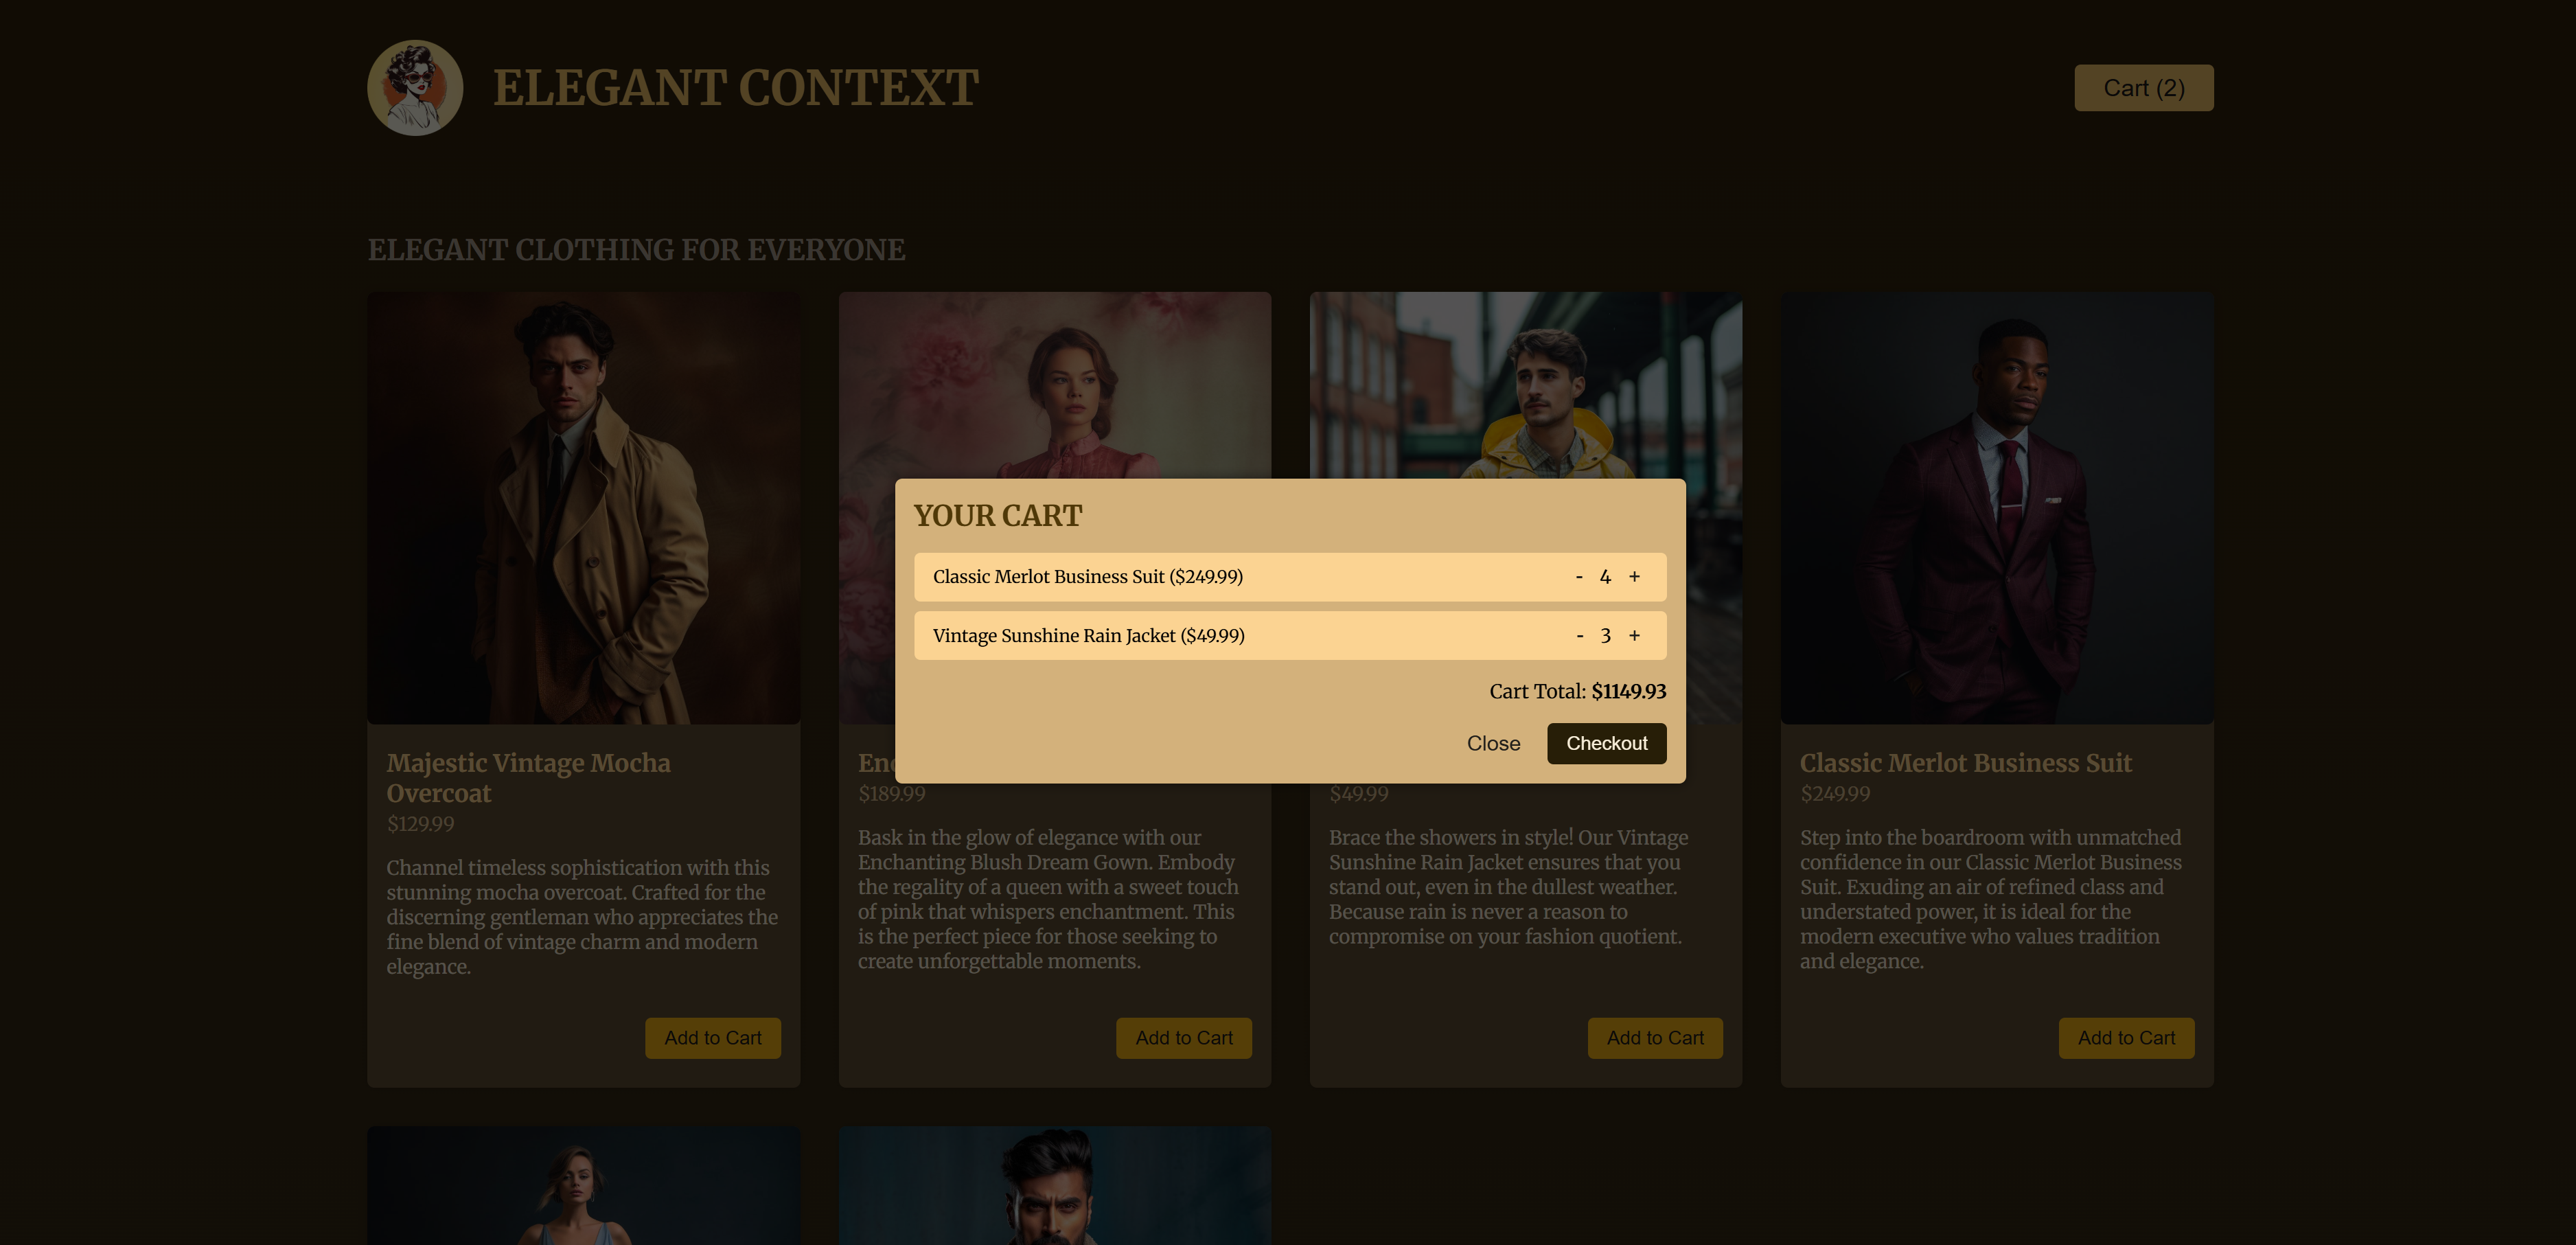 ELEGANT CONTEXT
Cart (2)
ELEGANT CLOTHING FOR EVERYONE
YOUR CART
Classic Merlot Business Suit ($249.99)
- 4 +
Vintage Sunshine Rain Jacket ($49.99)
- 3 +
Cart Total: $1149.93
Close
Checkout
Majestic Vintage Mocha
Overcoat
$129.99
Channel timeless sophistication with this
stunning mocha overcoat. Crafted for the
discerning gentleman who appreciates the
fine blend of vintage charm and modern
elegance.
Add to Cart
$189.99
Bask in the glow of elegance with our
Enchanting Blush Dream Gown. Embody
the regality of a queen with a sweet touch
of pink that whispers enchantment. This
is the perfect piece for those seeking to
create unforgettable moments.
Add to Cart
$49.99
Brace the showers in style! Our Vintage
Sunshine Rain Jacket ensures that you
stand out, even in the dullest weather.
Because rain is never a reason to
compromise on your fashion quotient.
Add to Cart
Classic Merlot Business Suit
$249.99
Step into the boardroom with unmatched
confidence in our Classic Merlot Business
Suit. Exuding an air of refined class and
understated power, it is ideal for the
modern executive who values tradition
and elegance.
Add to Cart